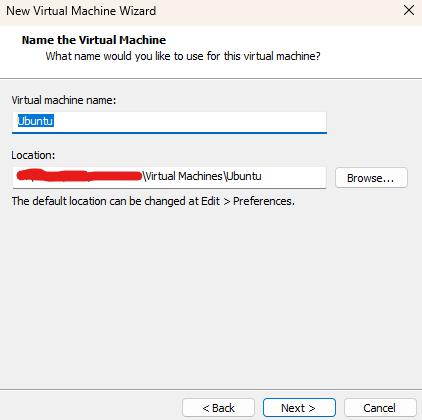 New Virtual Machine Wizard
Name the Virtual Machine
What name would you like to use for this virtual machine?
Virtual machine name:
Ubuntu
Location:
\Virtual Machines\Ubuntu
Browse...
The default location can be changed at Edit > Preferences.
< Back
Next >
Cancel